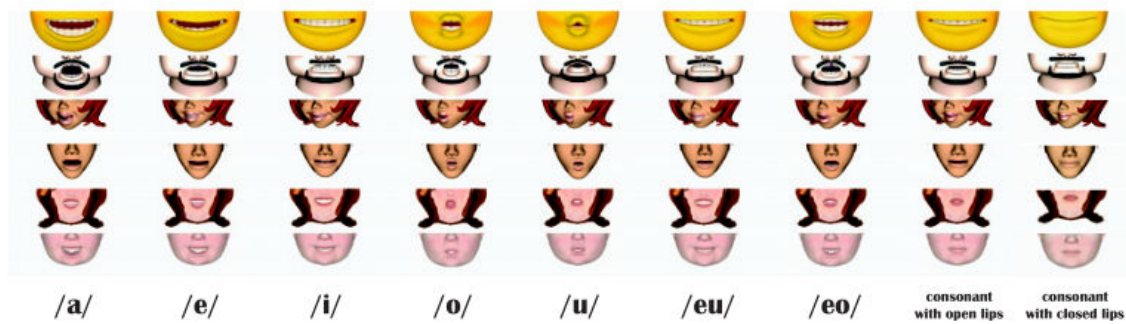 /a/ /e/ /i/ /o/ /u/ /eu/ /eo/
consonant with open lips
consonant with closed lips